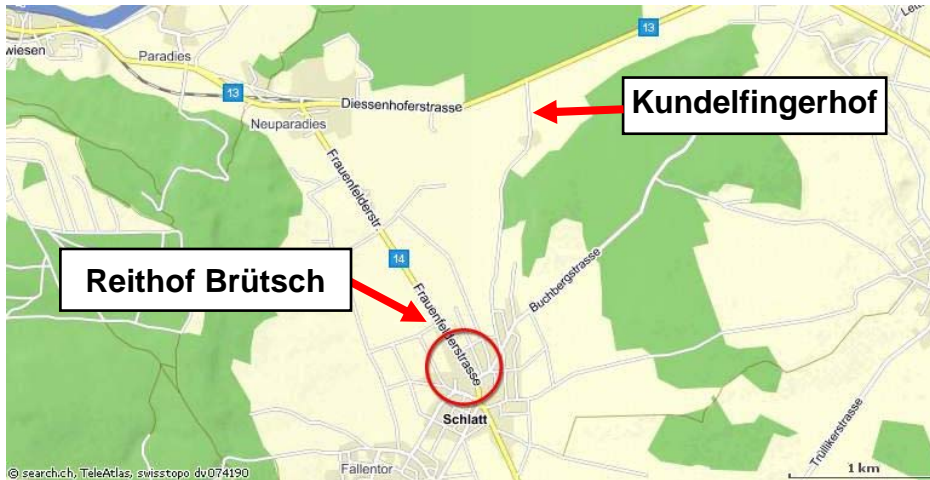 wiesen
Paradies
13
13
Diessenhoferstrasse
Kundelfingerhof
Neuparadies
Frauenfelderstr.
Reithof Brütsch
14
Frauenfelderstrasse
Buchbergstrasse
Schlatt
Fallentor
Trüllikerstrasse
1 km
© search.ch, TeleAtlas, swisstopo dv074190